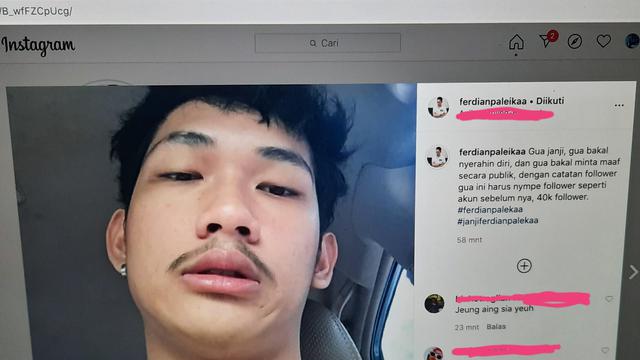 /B_wfFZCpUcg/
Instagram
Cari
2
ferdianpaleikaa • Diikuti
ferdianpaleikaa Gua janji, gua bakal
nyerahin diri, dan gua bakal minta maaf
secara publik, dengan catatan follower
gua ini harus nympe follower seperti
akun sebelum nya, 40k follower.
#ferdianpalekaa
#janjiferdianpalekaa
58 mnt
Jeung aing sia yeuh
23 mnt Balas